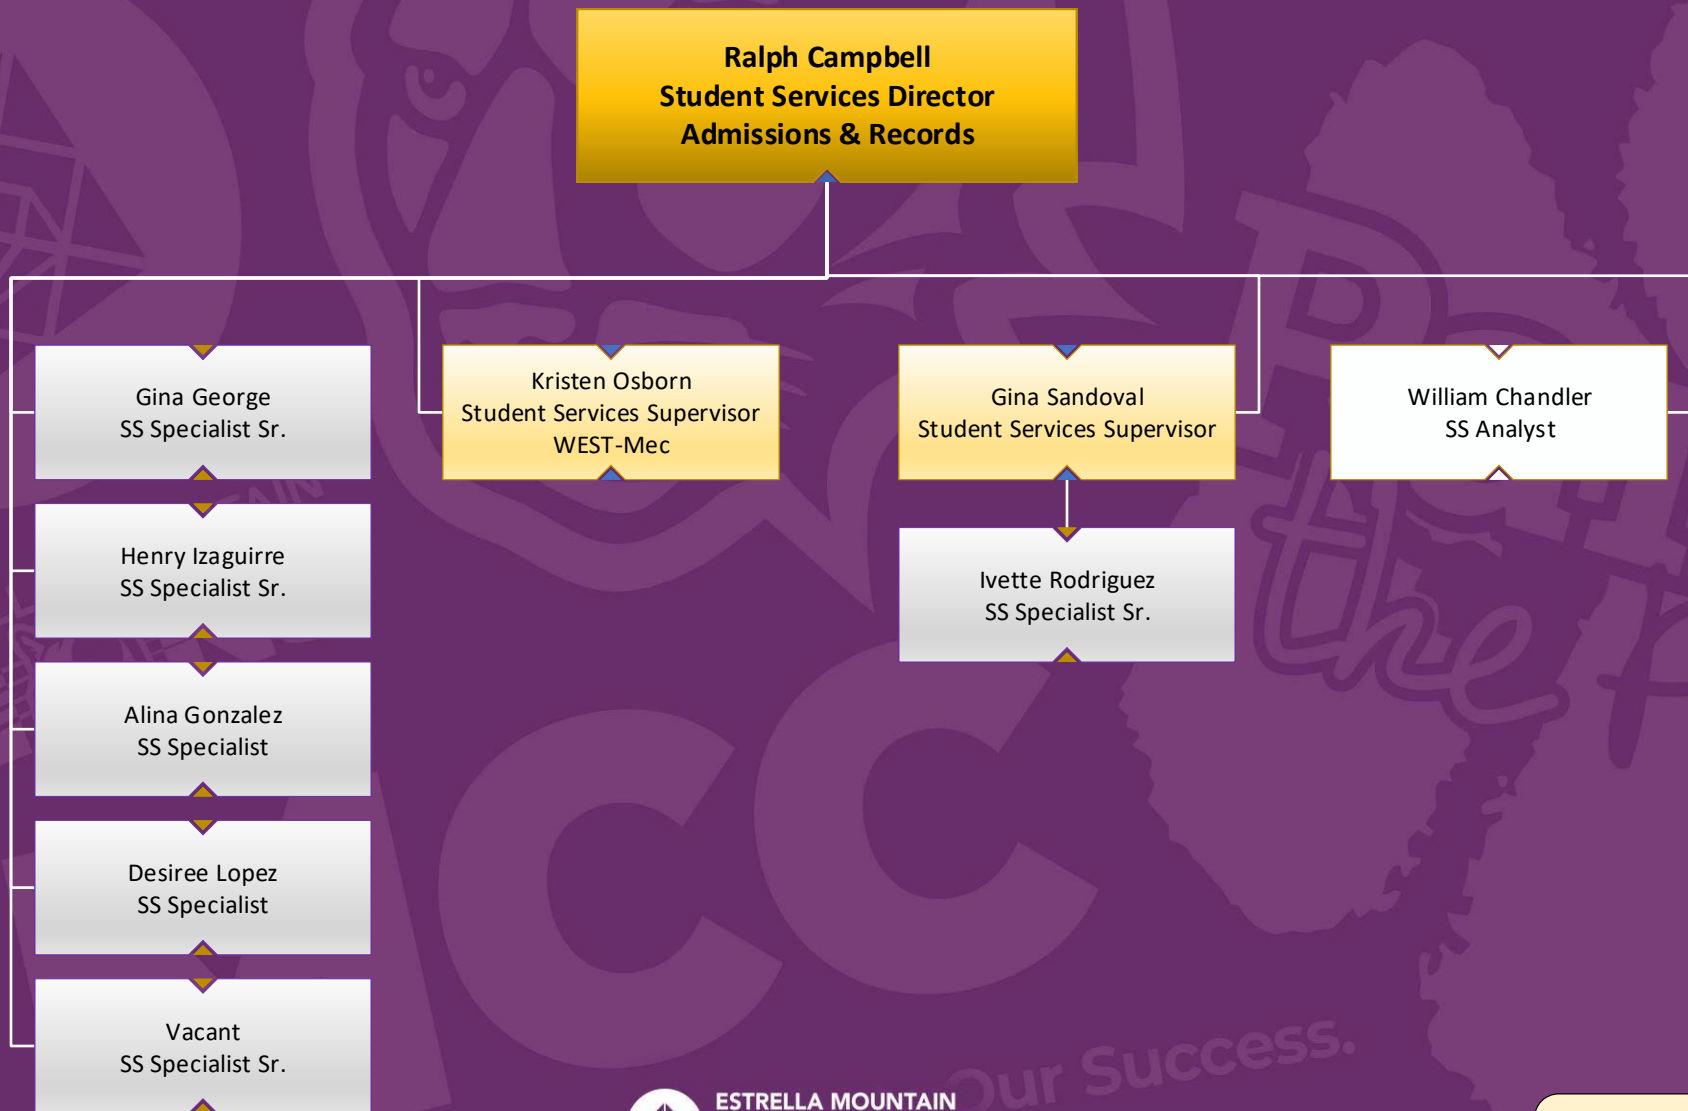 Ralph Campbell
Student Services Director
Admissions & Records
Gina George
SS Specialist Sr.
Kristen Osborn
Student Services Supervisor
WEST-Mec
Gina Sandoval
Student Services Supervisor
William Chandler
SS Analyst
Henry Izaguirre
SS Specialist Sr.
Ivette Rodriguez
SS Specialist Sr.
Alina Gonzalez
SS Specialist
Desiree Lopez
SS Specialist
Vacant
SS Specialist Sr.
ESTRELLA MOUNTAIN
Our Success.
the
CC